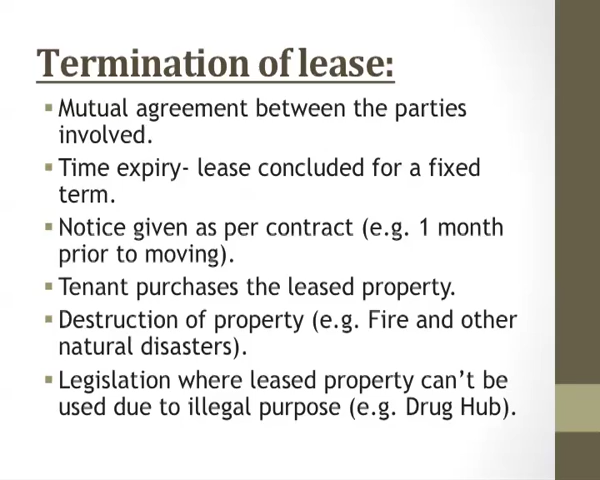 Termination of lease:
▪ Mutual agreement between the parties
involved.
▪ Time expiry- lease concluded for a fixed
term.
▪ Notice given as per contract (e.g. 1 month
prior to moving).
▪ Tenant purchases the leased property.
▪ Destruction of property (e.g. Fire and other
natural disasters).
▪ Legislation where leased property can’t be
used due to illegal purpose (e.g. Drug Hub).